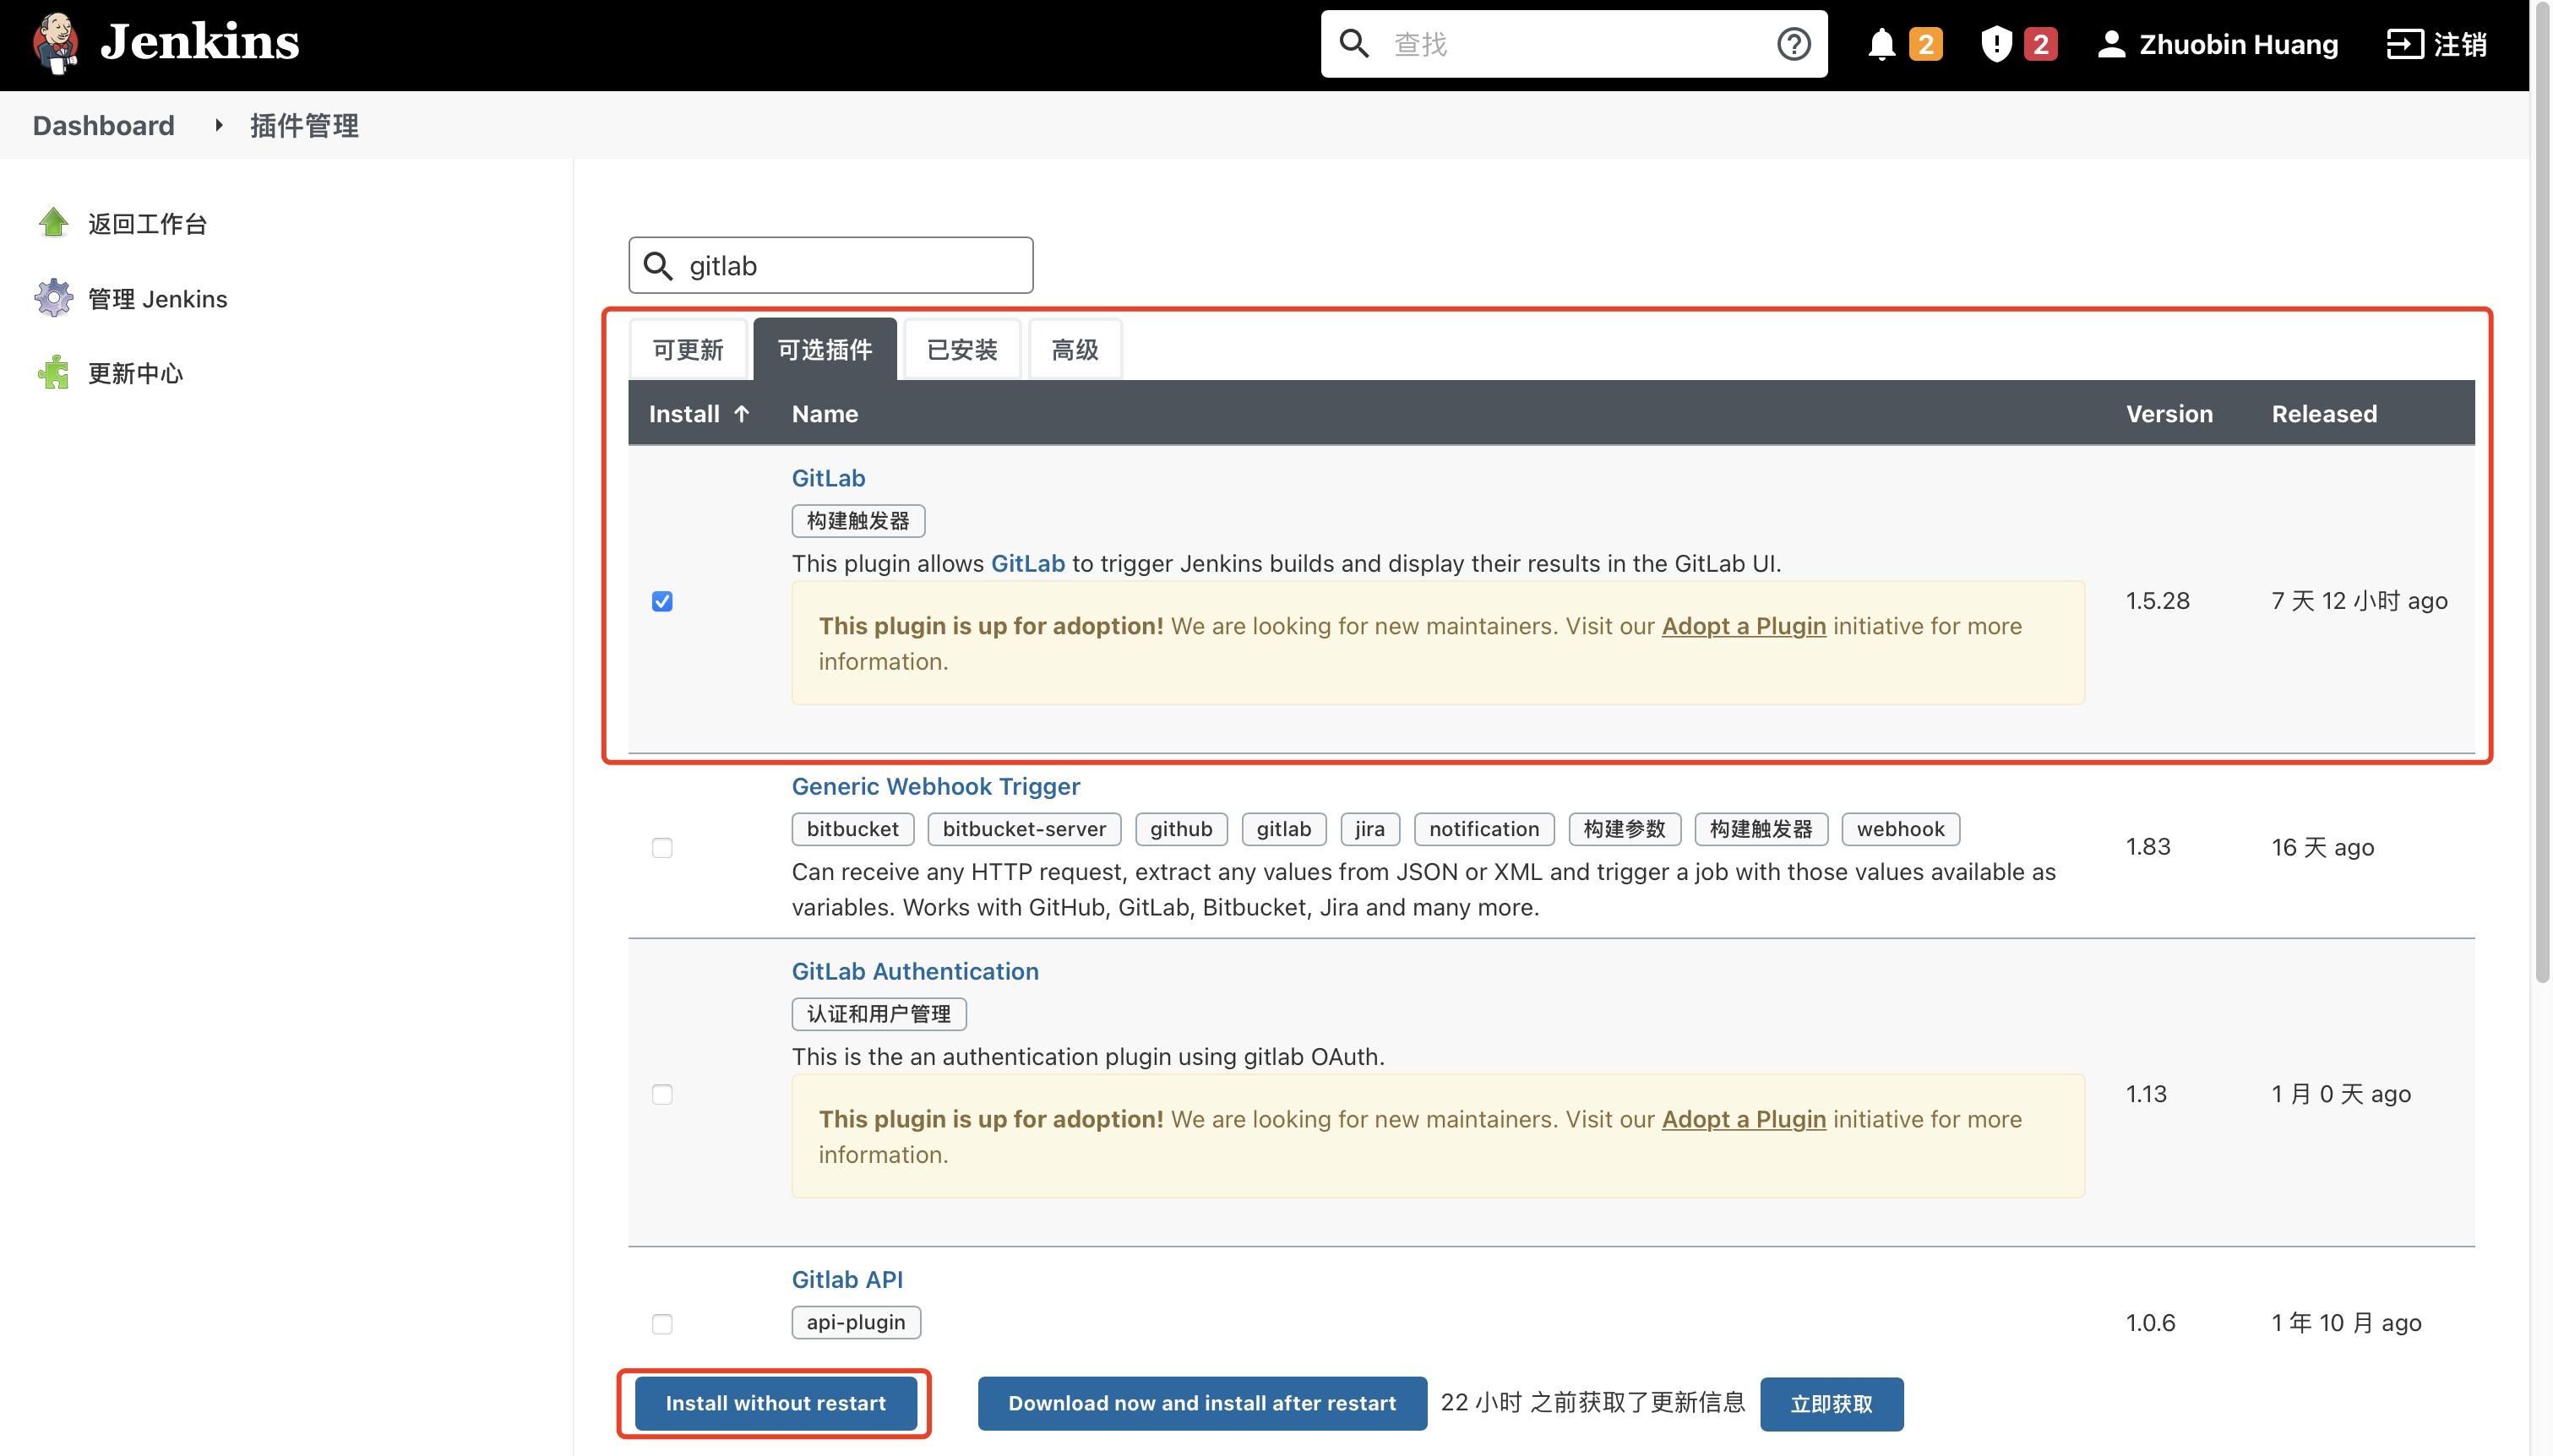 Jenkins
查找
2
2
Zhuobin Huang
注销
Dashboard
插件管理
返回工作台
管理 Jenkins
更新中心
gitlab
可更新
可选插件
已安装
高级
Install ↑ Name Version Released
GitLab
构建触发器
This plugin allows GitLab to trigger Jenkins builds and display their results in the GitLab UI.
This plugin is up for adoption! We are looking for new maintainers. Visit our Adopt a Plugin initiative for more
information.
1.5.28
7 天 12 小时 ago
Generic Webhook Trigger
bitbucket bitbucket-server github gitlab jira notification 构建参数 构建触发器 webhook
Can receive any HTTP request, extract any values from JSON or XML and trigger a job with those values available as
variables. Works with GitHub, GitLab, Bitbucket, Jira and many more.
1.83
16 天 ago
GitLab Authentication
认证和用户管理
This is the an authentication plugin using gitlab OAuth.
This plugin is up for adoption! We are looking for new maintainers. Visit our Adopt a Plugin initiative for more
information.
1.13
1 月 0 天 ago
Gitlab API
api-plugin
1.0.6
1 年 10 月 ago
Install without restart
Download now and install after restart
22 小时 之前获取了更新信息
立即获取